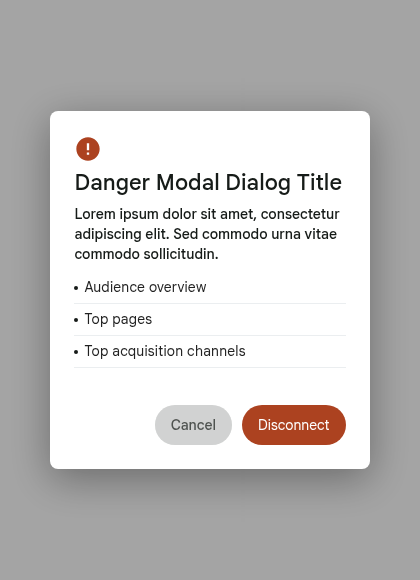 Danger Modal Dialog Title
Lorem ipsum dolor sit amet, consectetur
adipiscing elit. Sed commodo urna vitae
commodo sollicitudin.
• Audience overview
• Top pages
• Top acquisition channels
Cancel Disconnect